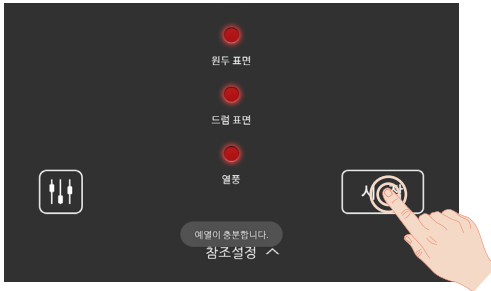 원두 표면
드럼 표면
열풍
예열이 충분합니다.
참조설정